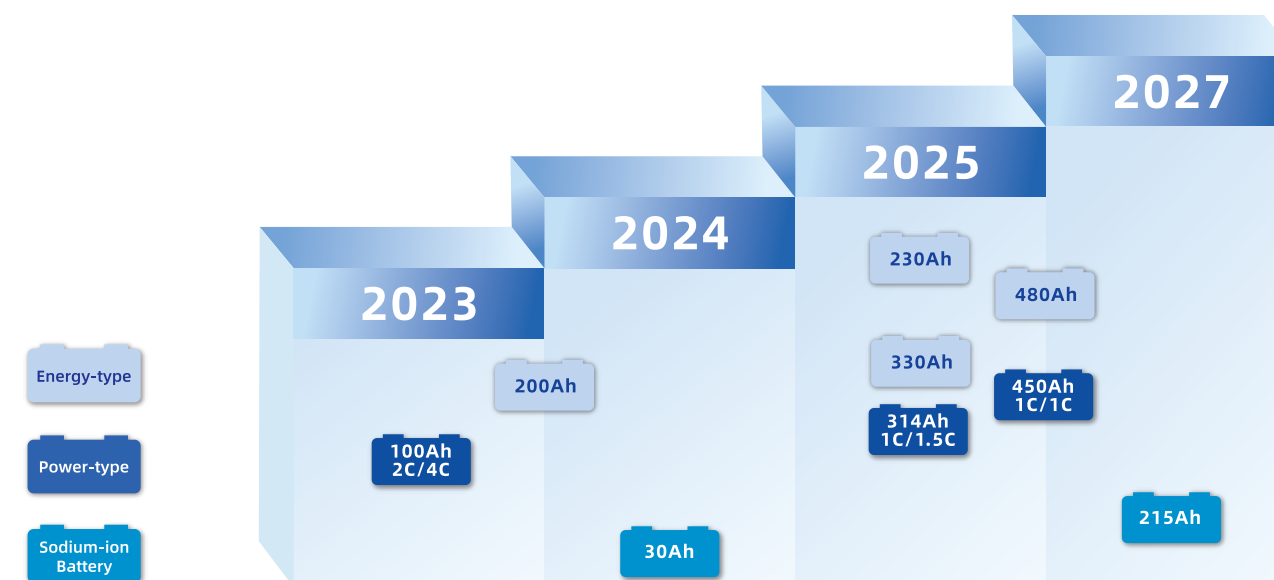 2027
2025
2024
2023
230Ah
480Ah
330Ah
200Ah
450Ah
1C/1C
314Ah
1C/1.5C
100Ah
2C/4C
215Ah
30Ah
Energy-type
Power-type
Sodium-ion
Battery